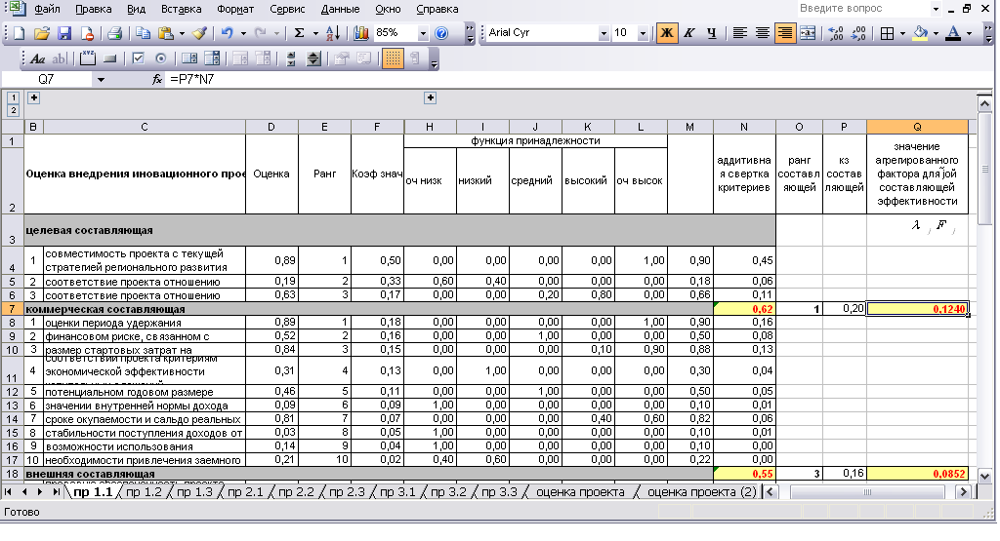 Файл Правка Вид Вставка Формат Сервис Данные Окно Справка Введите вопрос
85% Arial Cyr 10 Ж К Ч
Aa ab|
Q7 fx =P7*N7
1
2
B C D E F H I J K L M N O P Q
1 функция принадлежности
2 Оценка внедрения иновационного прое Оценка Ранг Коэф знач оч низк низкий средний высокий оч высок
аддитивна
я свертка
критериев
ранг
составл
яющей
кз
состав
ляющей
значение
агрегированного
фактора для јой
составляющей
эффективности
3 целевая составляющая λ j F j
4 1 совместимость проекта с текущей
стратегией регионального развития 0,89 1 0,50 0,00 0,00 0,00 0,00 1,00 0,90 0,45
5 2 соответствие проекта отношению 0,19 2 0,33 0,60 0,40 0,00 0,00 0,00 0,18 0,06
6 3 соответствие проекта отношению 0,63 3 0,17 0,00 0,00 0,20 0,80 0,00 0,66 0,11
7 коммерческая составляющая 0,62 1 0,20 0,1240
8 1 оценки периода удержания 0,89 1 0,18 0,00 0,00 0,00 0,00 1,00 0,90 0,16
9 2 финансовом риске, связанном с 0,52 2 0,16 0,00 0,00 1,00 0,00 0,00 0,50 0,08
10 3 размер стартовых затрат на 0,84 3 0,15 0,00 0,00 0,00 0,10 0,90 0,88 0,13
11 4 соответствии проекта критериям
экономической эффективности
0,31 4 0,13 0,00 1,00 0,00 0,00 0,00 0,30 0,04
12 5 потенциальном годовом размере 0,46 5 0,11 0,00 0,00 1,00 0,00 0,00 0,50 0,05
13 6 значении внутренней нормы дохода 0,09 6 0,09 1,00 0,00 0,00 0,00 0,00 0,10 0,01
14 7 сроке окупаемости и сальдо реальных 0,81 7 0,07 0,00 0,00 0,00 0,40 0,60 0,82 0,06
15 8 стабильности поступления доходов от 0,03 8 0,05 1,00 0,00 0,00 0,00 0,00 0,10 0,01
16 9 возможности использования 0,14 9 0,04 1,00 0,00 0,00 0,00 0,00 0,10 0,00
17 10 необходимости привлечения заемного 0,21 10 0,02 0,40 0,60 0,00 0,00 0,00 0,22 0,00
18 внешняя составляющая 0,55 3 0,16 0,0852
пр 1.1 пр 1.2 пр 1.3 пр 2.1 пр 2.2 пр 2.3 пр 3.1 пр 3.2 пр 3.3 оценка проекта оценка проекта (2)
Готово